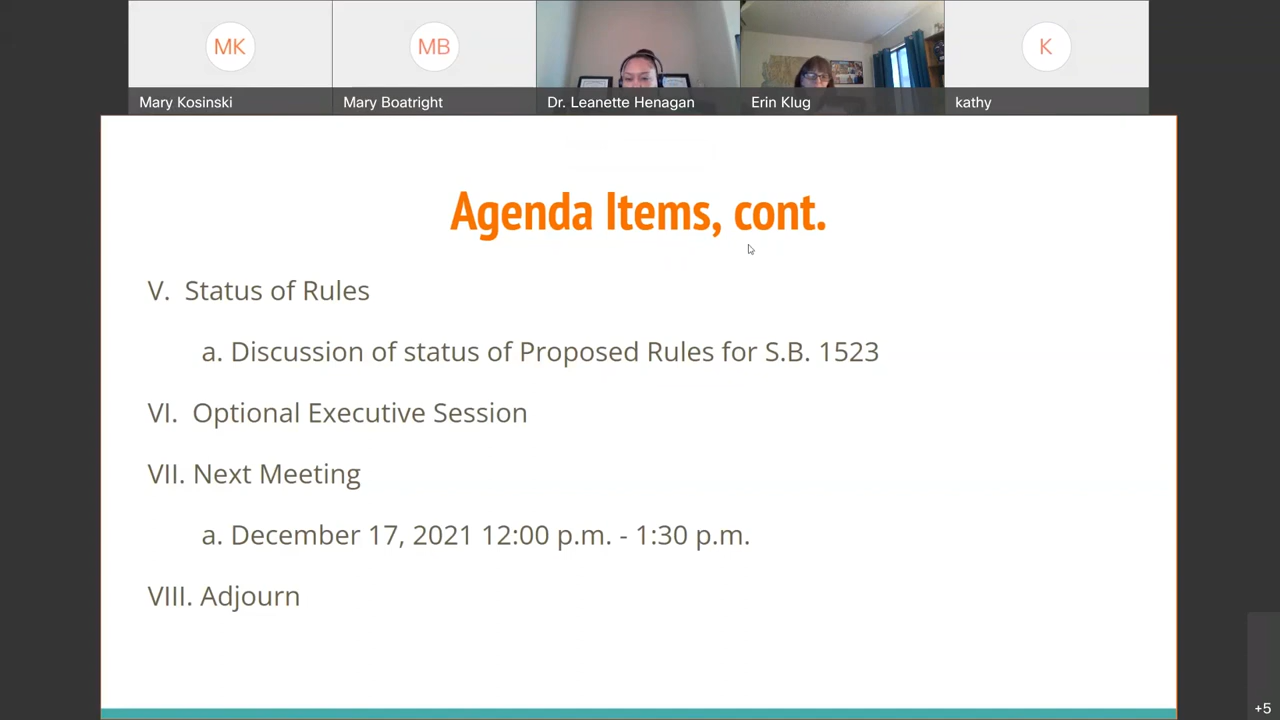 MK
MB
K
Mary Kosinski
Mary Boatright
Dr. Leanette Henagan
Erin Klug
kathy
Agenda Items, cont.
V. Status of Rules
a. Discussion of status of Proposed Rules for S.B. 1523
VI. Optional Executive Session
VII. Next Meeting
a. December 17, 2021 12:00 p.m. - 1:30 p.m.
VIII. Adjourn
+5